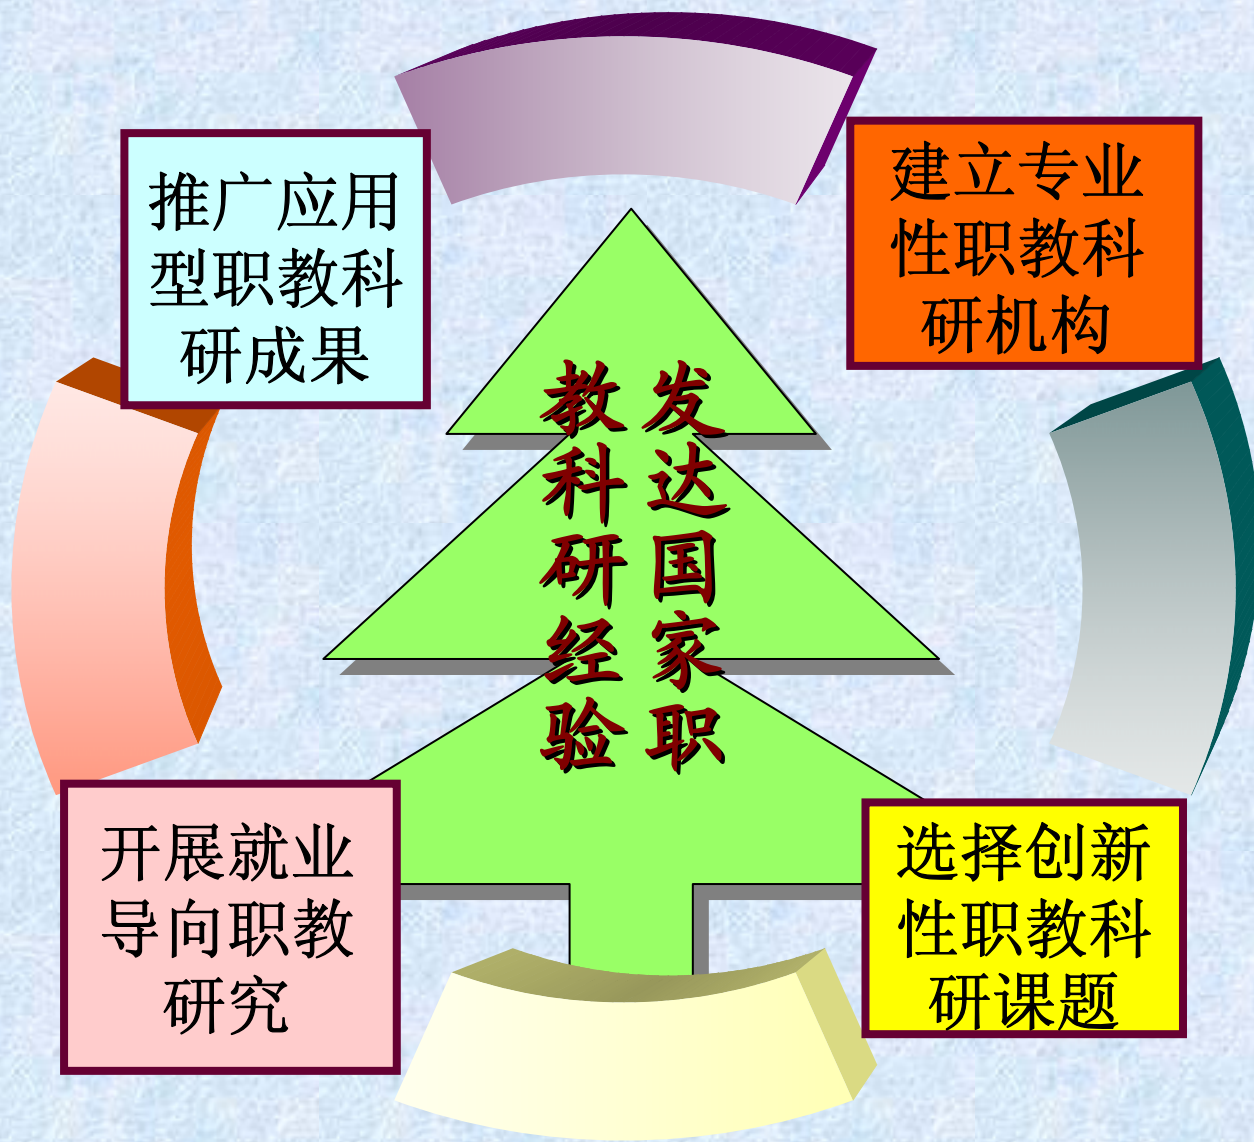 推广应用
型职教科
研成果
建立专业
性职教科
研机构
发达国家职
教科研经验
开展就业
导向职教
研究
选择创新
性职教科
研课题